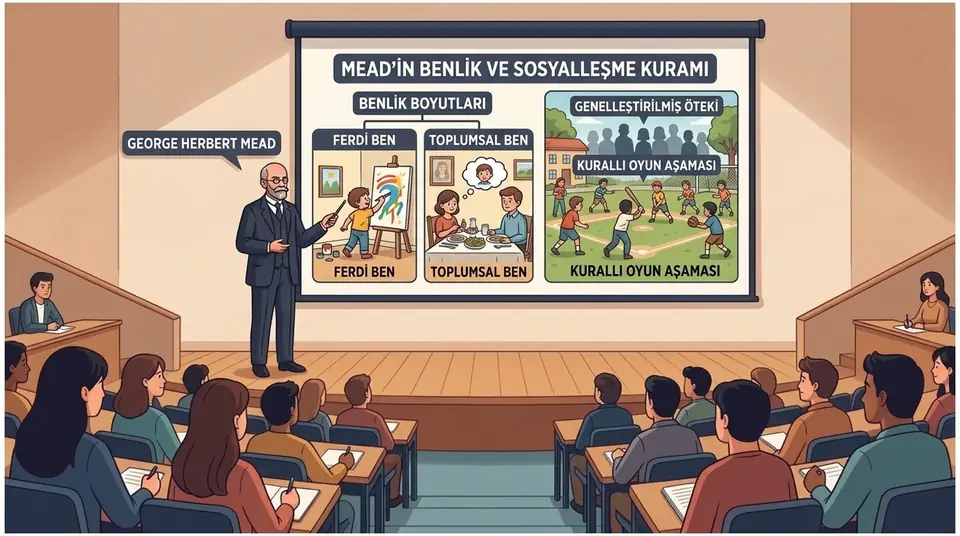 MEAD'İN BENLİK VE SOSYALLEŞME KURAMI
BENLİK BOYUTLARI
GENELLEŞTİRİLMİŞ ÖTEKİ
GEORGE HERBERT MEAD
FERDİ BEN
TOPLUMSAL BEN
KURALLI OYUN AŞAMASI
FERDİ BEN
TOPLUMSAL BEN
KURALLI OYUN AŞAMASI